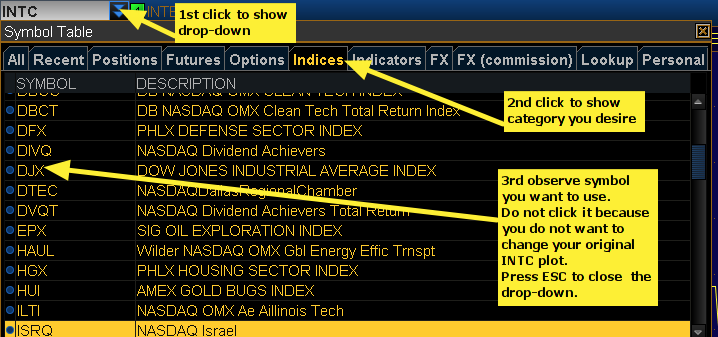 INTC
INTE
1st click to show
drop-down
Symbol Table
All Recent Positions Futures Options Indices Indicators FX FX (commission) Lookup Personal
SYMBOL DESCRIPTION
DBCT DB NASDAQ OMX Clean Tech Total Return Index
DFX PHLX DEFENSE SECTOR INDEX
DIVQ NASDAQ Dividend Achievers
DJX DOW JONES INDUSTRIAL AVERAGE INDEX
DTEC NASDAQDallasRegionalChamber
DVQT NASDAQ Dividend Achievers Total
EPX SIG OIL EXPLORATION INDEX
HAUL Wilder NASDAQ OMX Gbl Energy Effic Trnspt
HGX PHLX HOUSING SECTOR INDEX
HUI AMEX GOLD BUGS INDEX
ILTI NASDAQ OMX Ae Aillinois Tech
ISRQ NASDAQ Israel
2nd click to show
category you desire
3rd observe symbol
you want to use.
Do not click it because
you do not want to
change your original
INTC plot.
Press ESC to close the
drop-down.